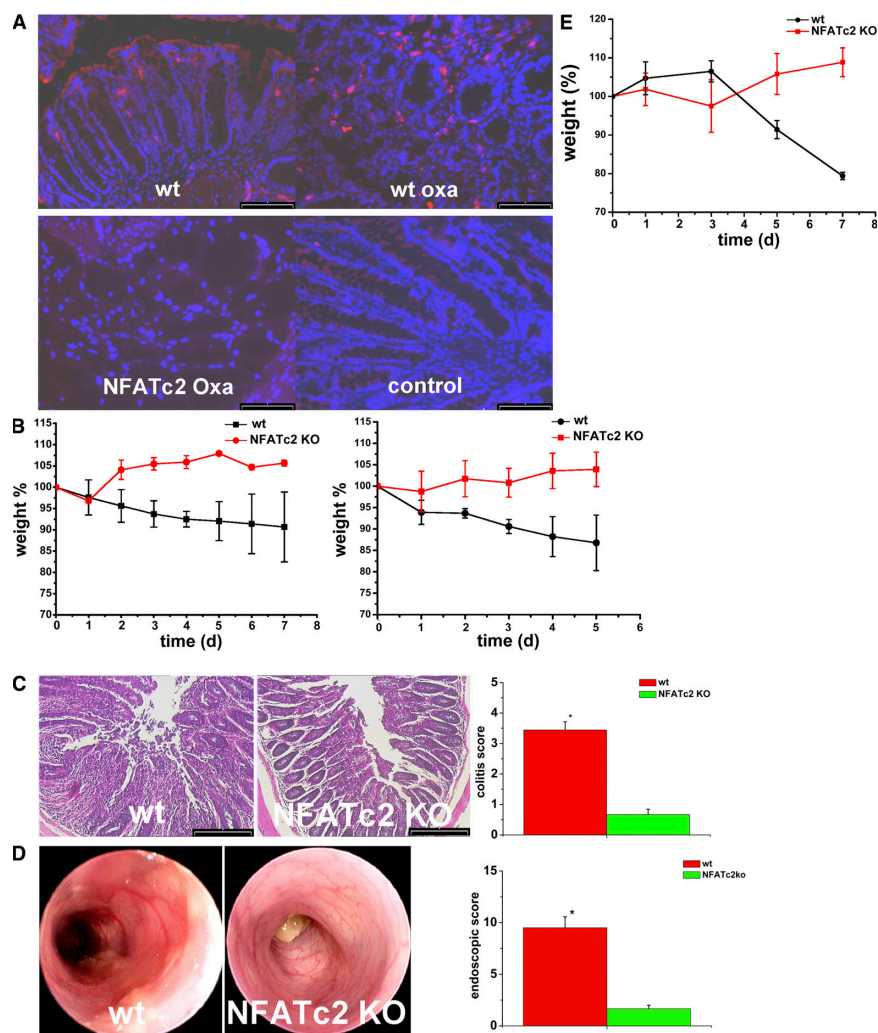 A
wt
wt oxa
NFATc2 Oxa
control
E
wt
NFATc2 KO
weight (%)
120
110
100
90
80
70
0 1 2 3 4 5 6 7 8
time (d)
B
wt
NFATc2 KO
weight %
115
110
105
100
95
90
85
80
75
70
0 1 2 3 4 5 6 7 8
time (d)
wt
NFATc2 KO
weight %
115
110
105
100
95
90
85
80
75
70
0 1 2 3 4 5 6
time (d)
C
wt
NFATc2 KO
wt
NFATc2 KO
colitis score
5
4
3
2
1
0
*
D
wt
NFATc2 KO
wt
NFATc2ko
endoscopic score
15
10
5
0
*